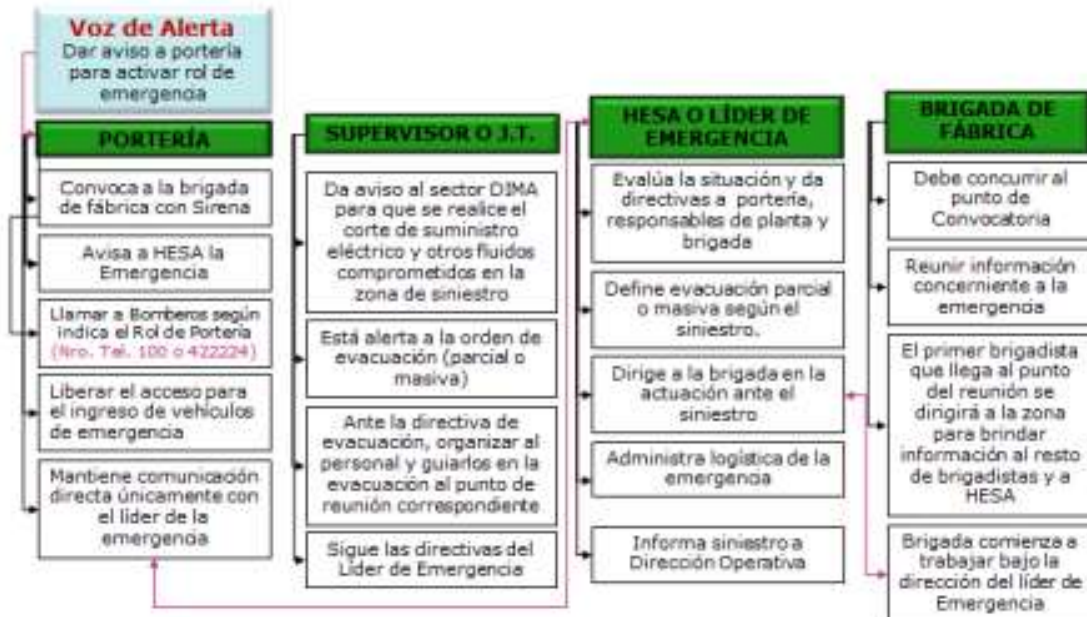 Voz de Alerta
Dar aviso a portería
para activar rol de
emergencia
PORTERÍA
Convoca a la brigada
de fábrica con Sirena
Avisa a HESA la
Emergencia
Llamar a Bomberos según
indica el Rol de Portería
(Nro. Tel. 100 o 422224)
Liberar el acceso para
el ingreso de vehículos
de emergencia
Mantiene comunicación
directa únicamente con
el líder de la
emergencia
SUPERVISOR O J.T.
Da aviso al sector DIMA
para que se realice el
corte de suministro
eléctrico y otros fluidos
comprometidos en la
zona de siniestro
Está alerta a la orden de
evacuación (parcial o
masiva)
Ante la directiva de
evacuación, organizar al
personal y guiarlos en la
evacuación al punto de
reunión correspondiente
Sigue las directivas del
Líder de Emergencia
HESA O LÍDER DE
EMERGENCIA
Evalúa la situación y da
directivas a portería,
responsables de planta y
brigada
Define evacuación parcial
o masiva según el
siniestro.
Dirige a la brigada en la
actuación ante el
siniestro
Administra logística de la
emergencia
Informa siniestro a
Dirección Operativa
BRIGADA DE
FÁBRICA
Debe concurrir al
punto de
Convocatoria
Reunir información
concerniente a la
emergencia
El primer brigadista
que llega al punto
del reunión se
dirigirá a la zona
para brindar
información al resto
de brigadistas y a
HESA
Brigada comienza a
trabajar bajo la
dirección del líder de
Emergencia